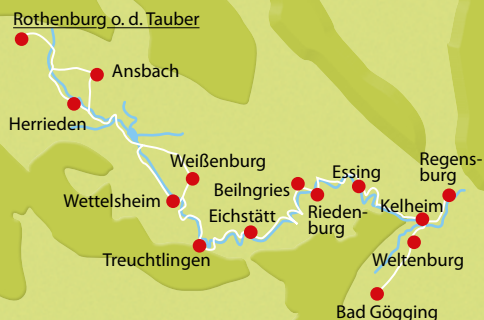 Rothenburg o. d. Tauber
Ansbach
Herrieden
Weißenburg
Wettelsheim
Treuchtlingen
Eichstätt
Beilngries
Rieden-
burg
Essing
Regens-
burg
Kelheim
Weltenburg
Bad Gögging